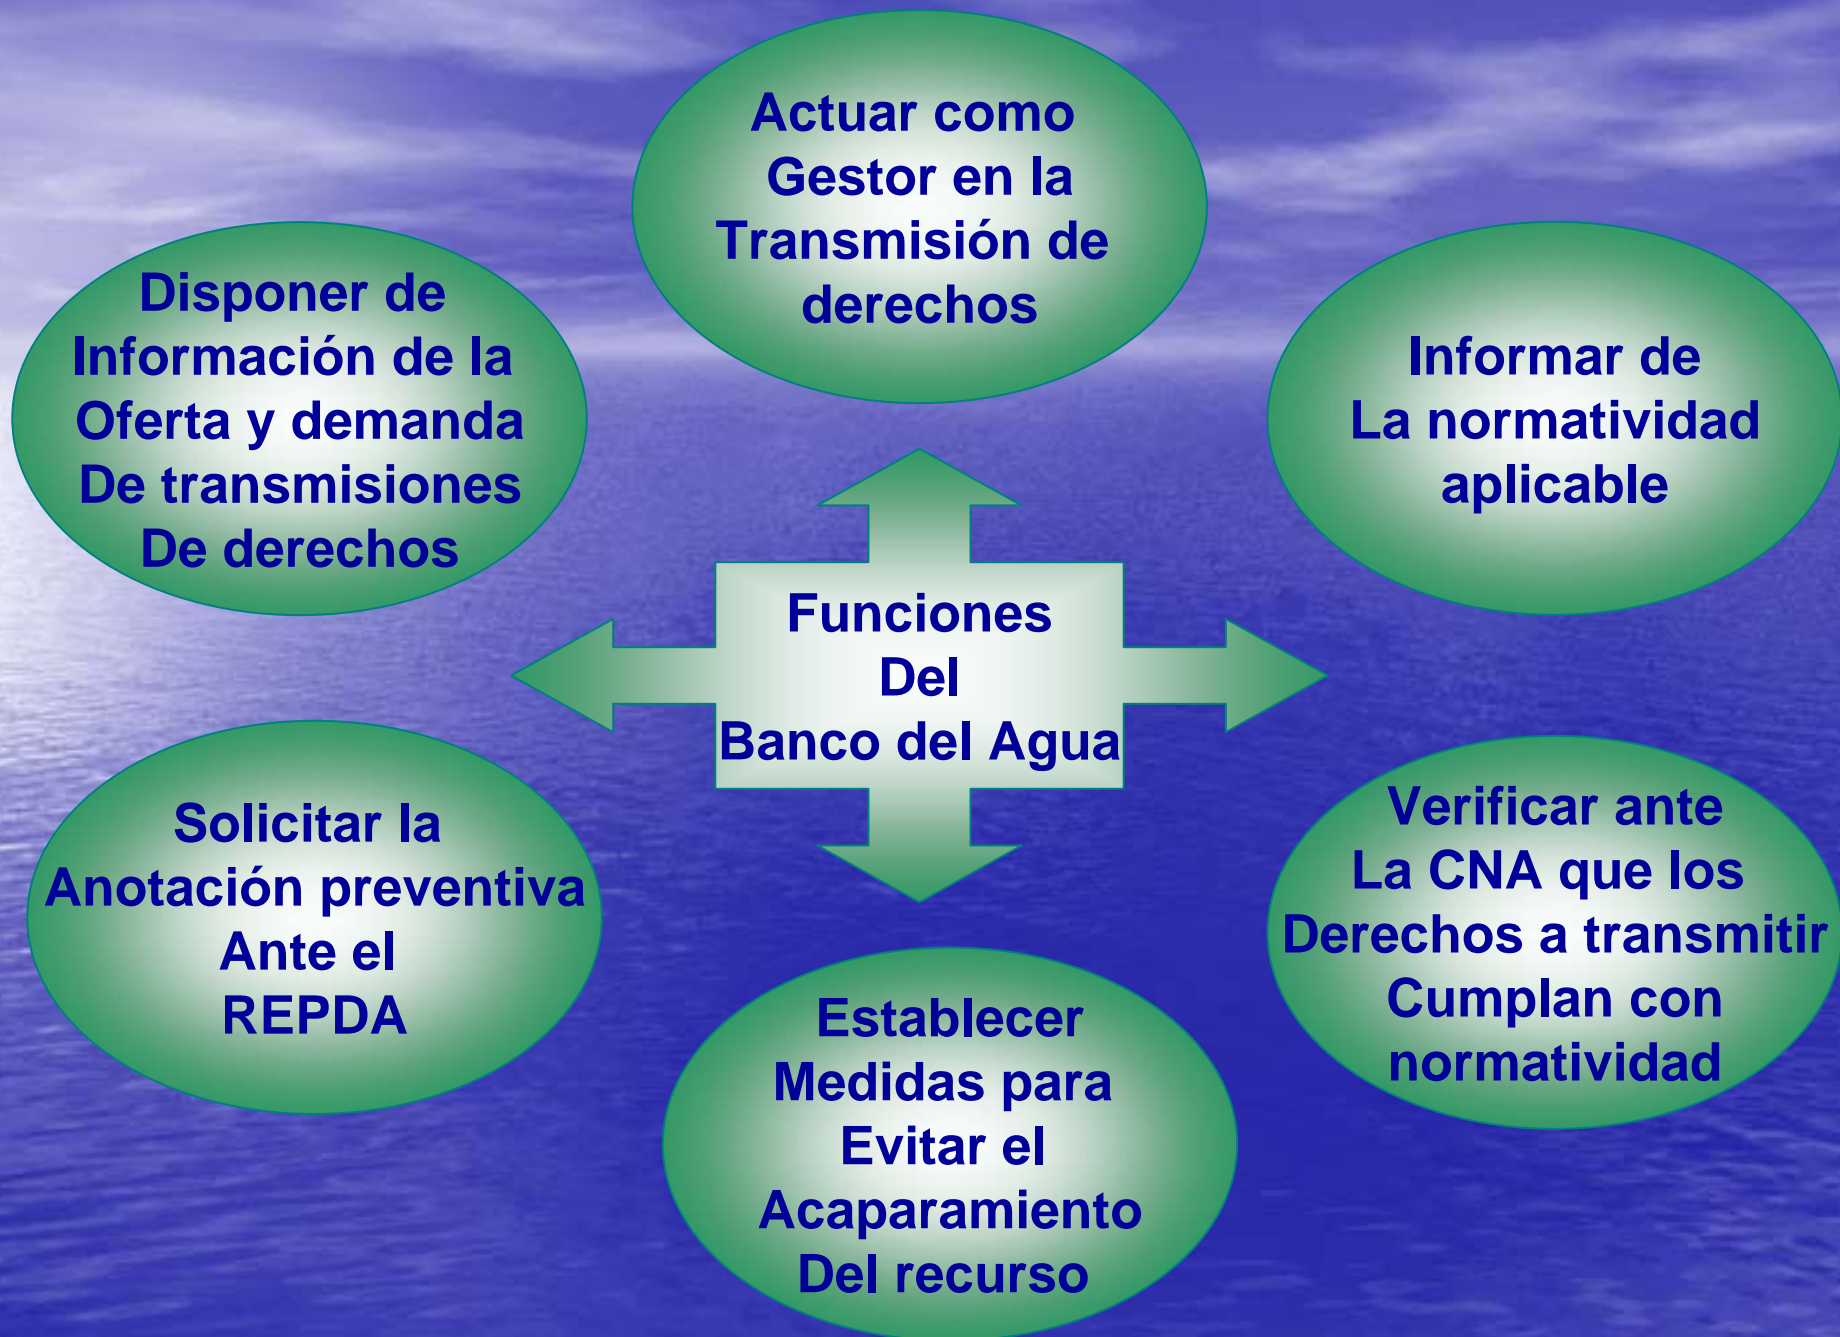 Actuar como
Gestor en la
Transmisión de
derechos
Disponer de
Información de la
Oferta y demanda
De transmisiones
De derechos
Informar de
La normatividad
aplicable
Funciones
Del
Banco del Agua
Solicitar la
Anotación preventiva
Ante el
REPDA
Verificar ante
La CNA que los
Derechos a transmitir
Cumplan con
normatividad
Establecer
Medidas para
Evitar el
Acaparamiento
Del recurso